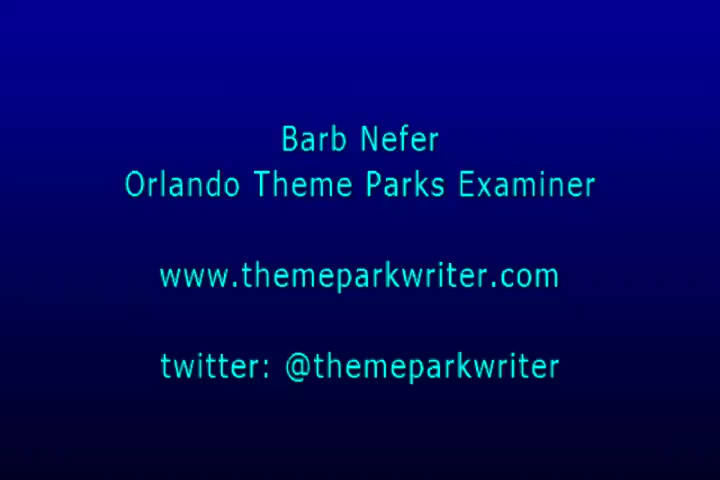 Barb Nefer
Orlando Theme Parks Examiner
www.themeparkwriter.com
twitter: @themeparkwriter